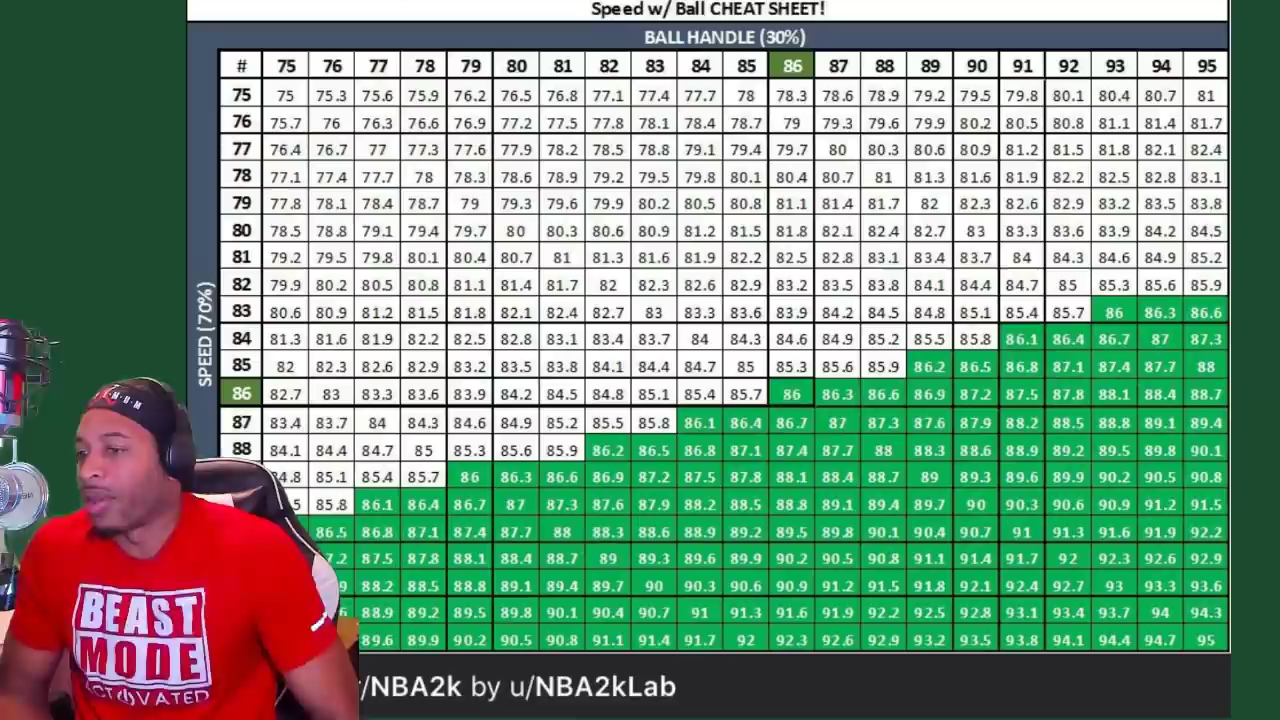 Speed w/ Ball CHEAT SHEET!
BALL HANDLE (30%)
SPEED (70%)
# 75 76 77 78 79 80 81 82 83 84 85 86 87 88 89 90 91 92 93 94 95
75 75 75.3 75.6 75.9 76.2 76.5 76.8 77.1 77.4 77.7 78 78.3 78.6 78.9 79.2 79.5 79.8 80.1 80.4 80.7 81
76 75.7 76 76.3 76.6 76.9 77.2 77.5 77.8 78.1 78.4 78.7 79 79.3 79.6 79.9 80.2 80.5 80.8 81.1 81.4 81.7
77 76.4 76.7 77 77.3 77.6 77.9 78.2 78.5 78.8 79.1 79.4 79.7 80 80.3 80.6 80.9 81.2 81.5 81.8 82.1 82.4
78 77.1 77.4 77.7 78 78.3 78.6 78.9 79.2 79.5 79.8 80.1 80.4 80.7 81 81.3 81.6 81.9 82.2 82.5 82.8 83.1
79 77.8 78.1 78.4 78.7 79 79.3 79.6 79.9 80.2 80.5 80.8 81.1 81.4 81.7 82 82.3 82.6 82.9 83.2 83.5 83.8
80 78.5 78.8 79.1 79.4 79.7 80 80.3 80.6 80.9 81.2 81.5 81.8 82.1 82.4 82.7 83 83.3 83.6 83.9 84.2 84.5
81 79.2 79.5 79.8 80.1 80.4 80.7 81 81.3 81.6 81.9 82.2 82.5 82.8 83.1 83.4 83.7 84 84.3 84.6 84.9 85.2
82 79.9 80.2 80.5 80.8 81.1 81.4 81.7 82 82.3 82.6 82.9 83.2 83.5 83.8 84.1 84.4 84.7 85 85.3 85.6 85.9
83 80.6 80.9 81.2 81.5 81.8 82.1 82.4 82.7 83 83.3 83.6 83.9 84.2 84.5 84.8 85.1 85.4 85.7 86 86.3 86.6
84 81.3 81.6 81.9 82.2 82.5 82.8 83.1 83.4 83.7 84 84.3 84.6 84.9 85.2 85.5 85.8 86.1 86.4 86.7 87 87.3
85 82 82.3 82.6 82.9 83.2 83.5 83.8 84.1 84.4 84.7 85 85.3 85.6 85.9 86.2 86.5 86.8 87.1 87.4 87.7 88
86 82.7 83 83.3 83.6 83.9 84.2 84.5 84.8 85.1 85.4 85.7 86 86.3 86.6 86.9 87.2 87.5 87.8 88.1 88.4 88.7
87 83.4 83.7 84 84.3 84.6 84.9 85.2 85.5 85.8 86.1 86.4 86.7 87 87.3 87.6 87.9 88.2 88.5 88.8 89.1 89.4
88 84.1 84.4 84.7 85 85.3 85.6 85.9 86.2 86.5 86.8 87.1 87.4 87.7 88 88.3 88.6 88.9 89.2 89.5 89.8 90.1
4.8 85.1 85.4 85.7 86 86.3 86.6 86.9 87.2 87.5 87.8 88.1 88.4 88.7 89 89.3 89.6 89.9 90.2 90.5 90.8
5 85.8 86.1 86.4 86.7 87 87.3 87.6 87.9 88.2 88.5 88.8 89.1 89.4 89.7 90 90.3 90.6 90.9 91.2 91.5
86.5 86.8 87.1 87.4 87.7 88 88.3 88.6 88.9 89.2 89.5 89.8 90.1 90.4 90.7 91 91.3 91.6 91.9 92.2
7.2 87.5 87.8 88.1 88.4 88.7 89 89.3 89.6 89.9 90.2 90.5 90.8 91.1 91.4 91.7 92 92.3 92.6 92.9
9 88.2 88.5 88.8 89.1 89.4 89.7 90 90.3 90.6 90.9 91.2 91.5 91.8 92.1 92.4 92.7 93 93.3 93.6
6 88.9 89.2 89.5 89.8 90.1 90.4 90.7 91 91.3 91.6 91.9 92.2 92.5 92.8 93.1 93.4 93.7 94 94.3
89.6 89.9 90.2 90.5 90.8 91.1 91.4 91.7 92 92.3 92.6 92.9 93.2 93.5 93.8 94.1 94.4 94.7 95
r/NBA2k by u/NBA2kLab
BEAST
MODE
ACTIVATED